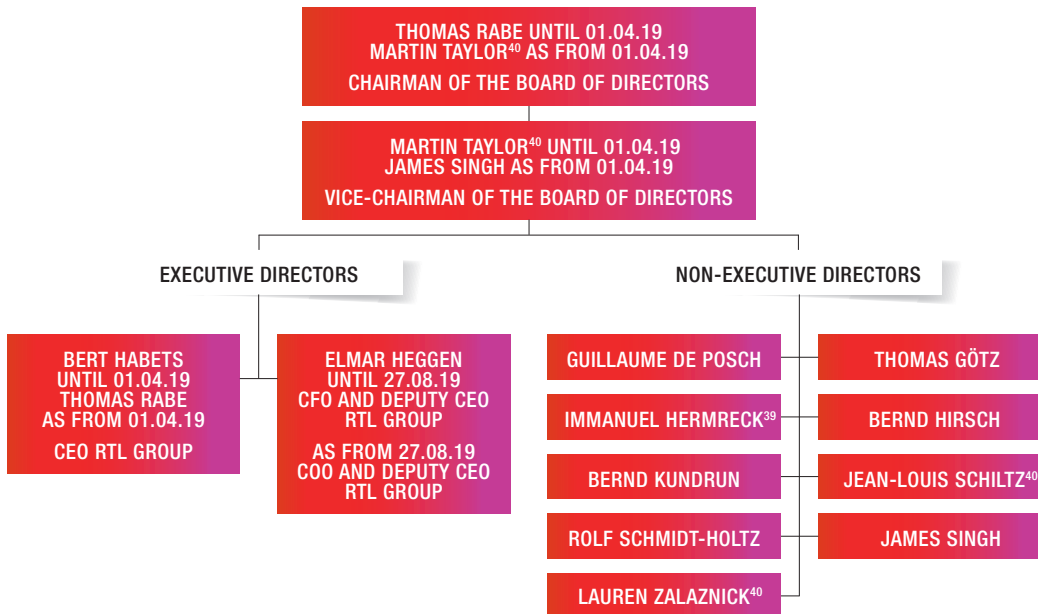 THOMAS RABE UNTIL 01.04.19
MARTIN TAYLOR⁴⁰ AS FROM 01.04.19
CHAIRMAN OF THE BOARD OF DIRECTORS
MARTIN TAYLOR⁴⁰ UNTIL 01.04.19
JAMES SINGH AS FROM 01.04.19
VICE-CHAIRMAN OF THE BOARD OF DIRECTORS
EXECUTIVE DIRECTORS
BERT HABETS
UNTIL 01.04.19
THOMAS RABE
AS FROM 01.04.19
CEO RTL GROUP
ELMAR HEGGEN
UNTIL 27.08.19
CFO AND DEPUTY CEO
RTL GROUP
AS FROM 27.08.19
COO AND DEPUTY CEO
RTL GROUP
NON-EXECUTIVE DIRECTORS
GUILLAUME DE POSCH
THOMAS GÖTZ
IMMANUEL HERMRECK³⁹
BERND HIRSCH
BERND KUNDRUN
JEAN-LOUIS SCHILTZ⁴⁰
ROLF SCHMIDT-HOLTZ
JAMES SINGH
LAUREN ZALAZNICK⁴⁰